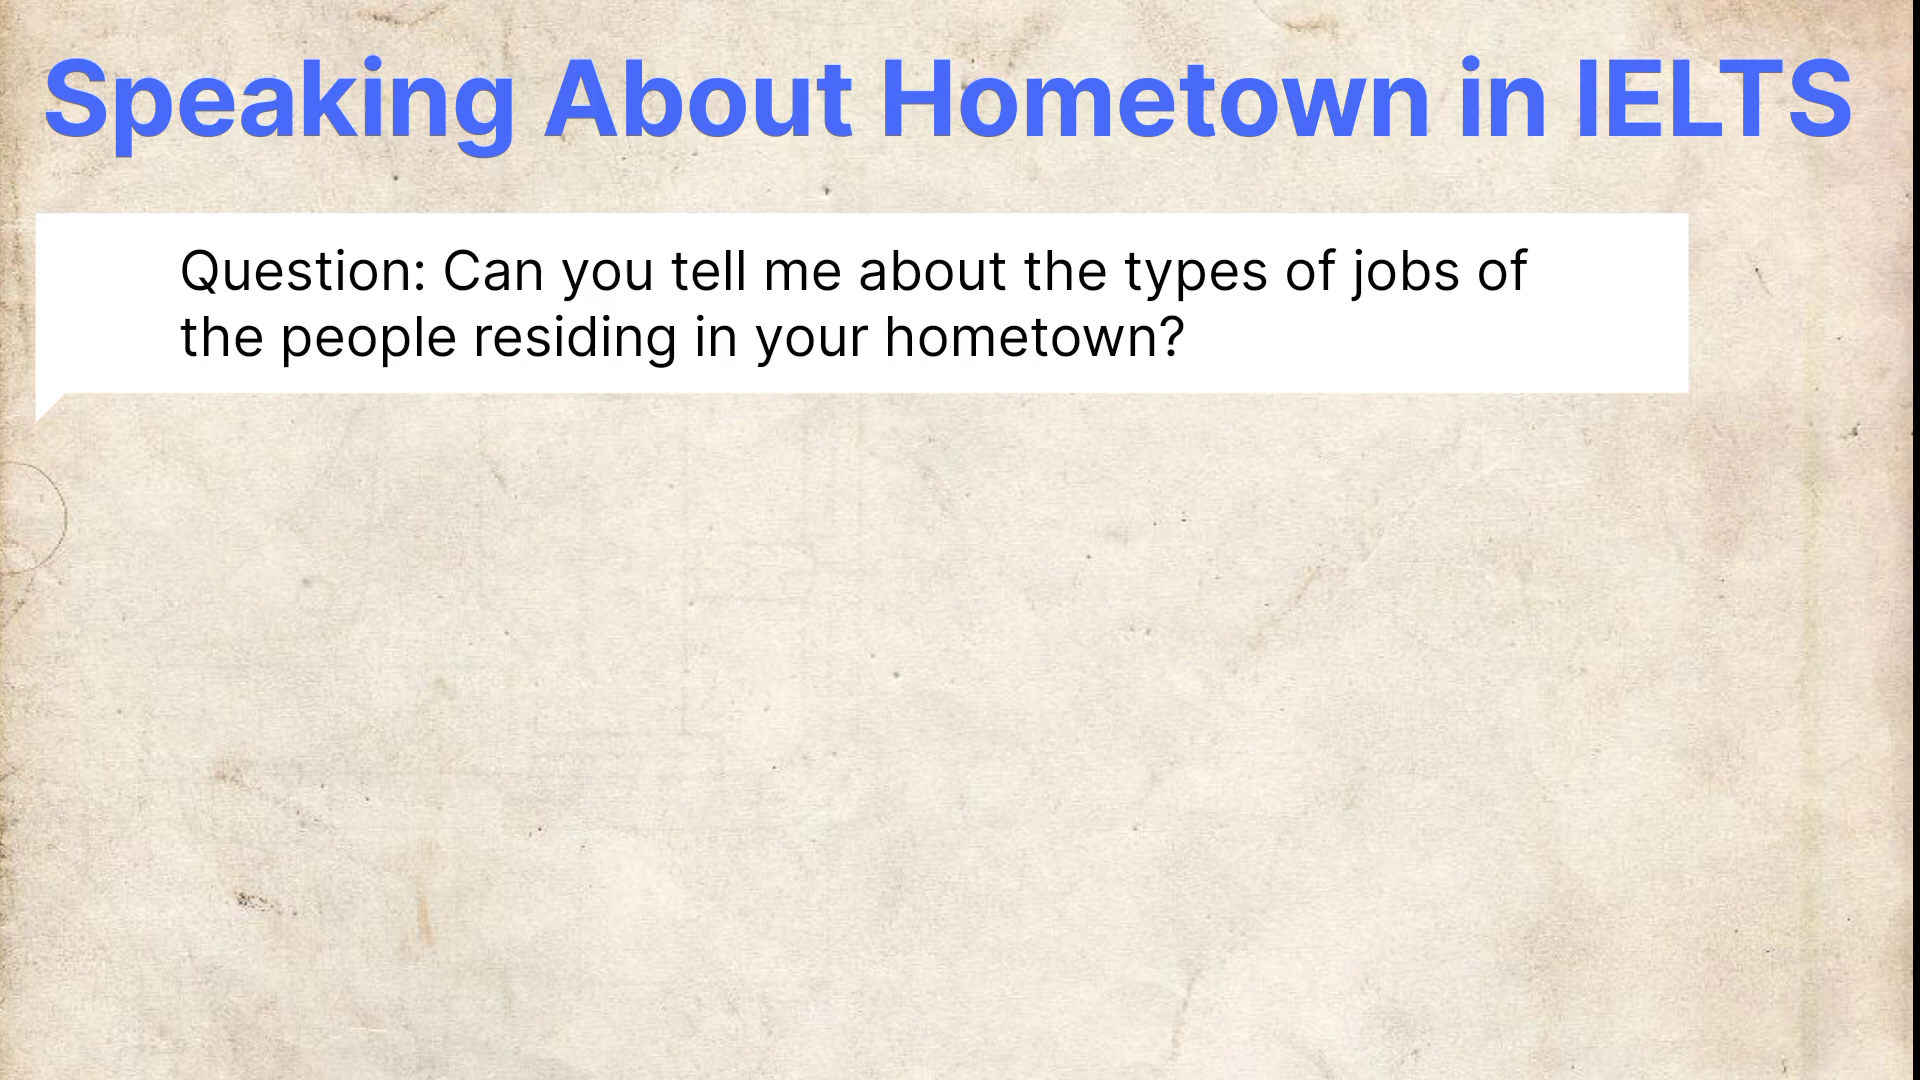 Speaking About Hometown in IELTS
Question: Can you tell me about the types of jobs of
the people residing in your hometown?